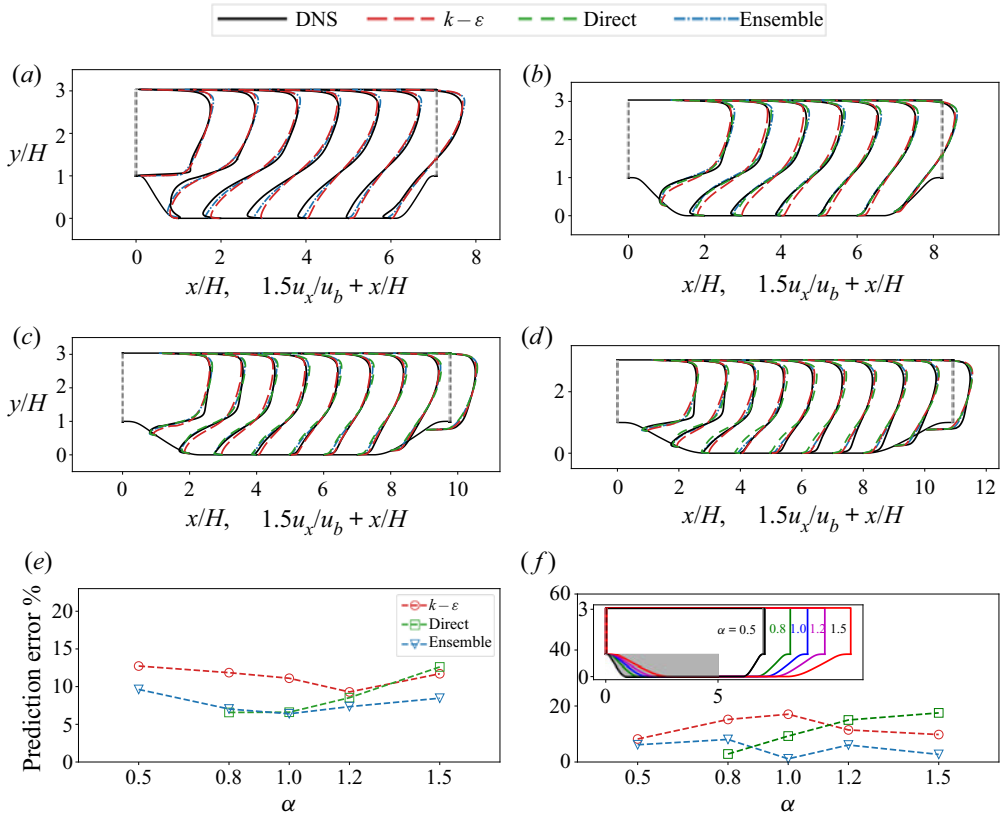 DNS k – ε Direct Ensemble
(a) (b)
3 3
y/H 2 2
1 1
0 0
0 2 4 6 8 0 2 4 6 8
x/H, 1.5u_x/u_b + x/H x/H, 1.5u_x/u_b + x/H
(c) (d)
3
y/H 2 2
1 1
0 0
0 2 4 6 8 10 0 2 4 6 8 10 12
x/H, 1.5u_x/u_b + x/H x/H, 1.5u_x/u_b + x/H
(e) (f)
Prediction error %
20
15
10
5
0
k – ε
Direct
Ensemble
0.5 0.8 1.0 1.2 1.5
α
60
40
20
0
3
0
α = 0.5 0.8 1.0 1.2 1.5
0 5
0.5 0.8 1.0 1.2 1.5
α